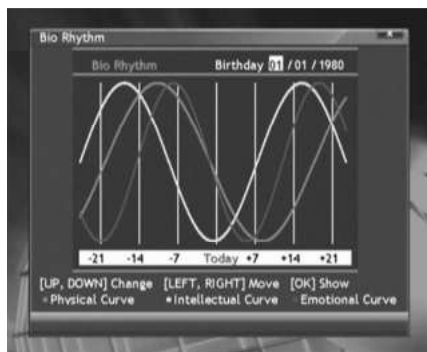 Bio Rhythm
Bio Rhythm Birthday 01 / 01 / 1980
-21 -14 -7 Today +7 +14 +21
[UP, DOWN] Change [LEFT, RIGHT] Move [OK] Show
Physical Curve Intellectual Curve Emotional Curve